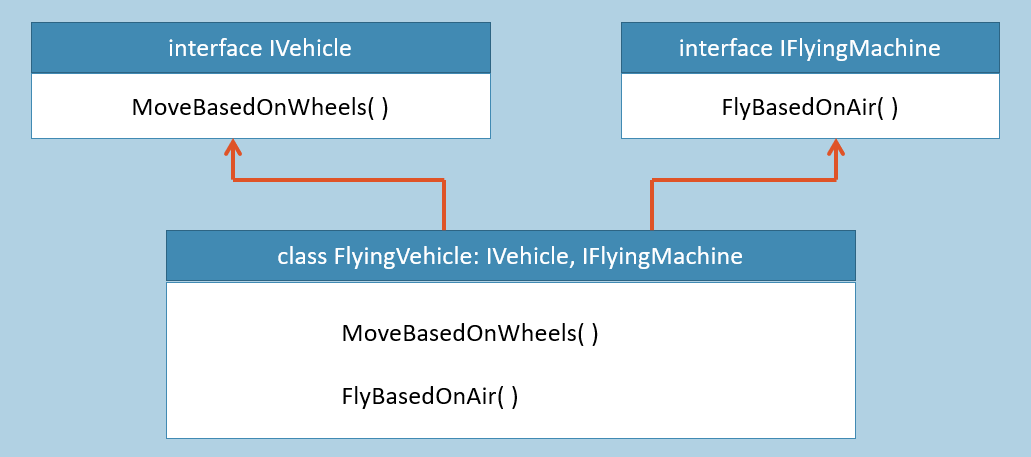 interface IVehicle
MoveBasedOnWheels( )
interface IFlyingMachine
FlyBasedOnAir( )
class FlyingVehicle: IVehicle, IFlyingMachine
MoveBasedOnWheels( )
FlyBasedOnAir( )